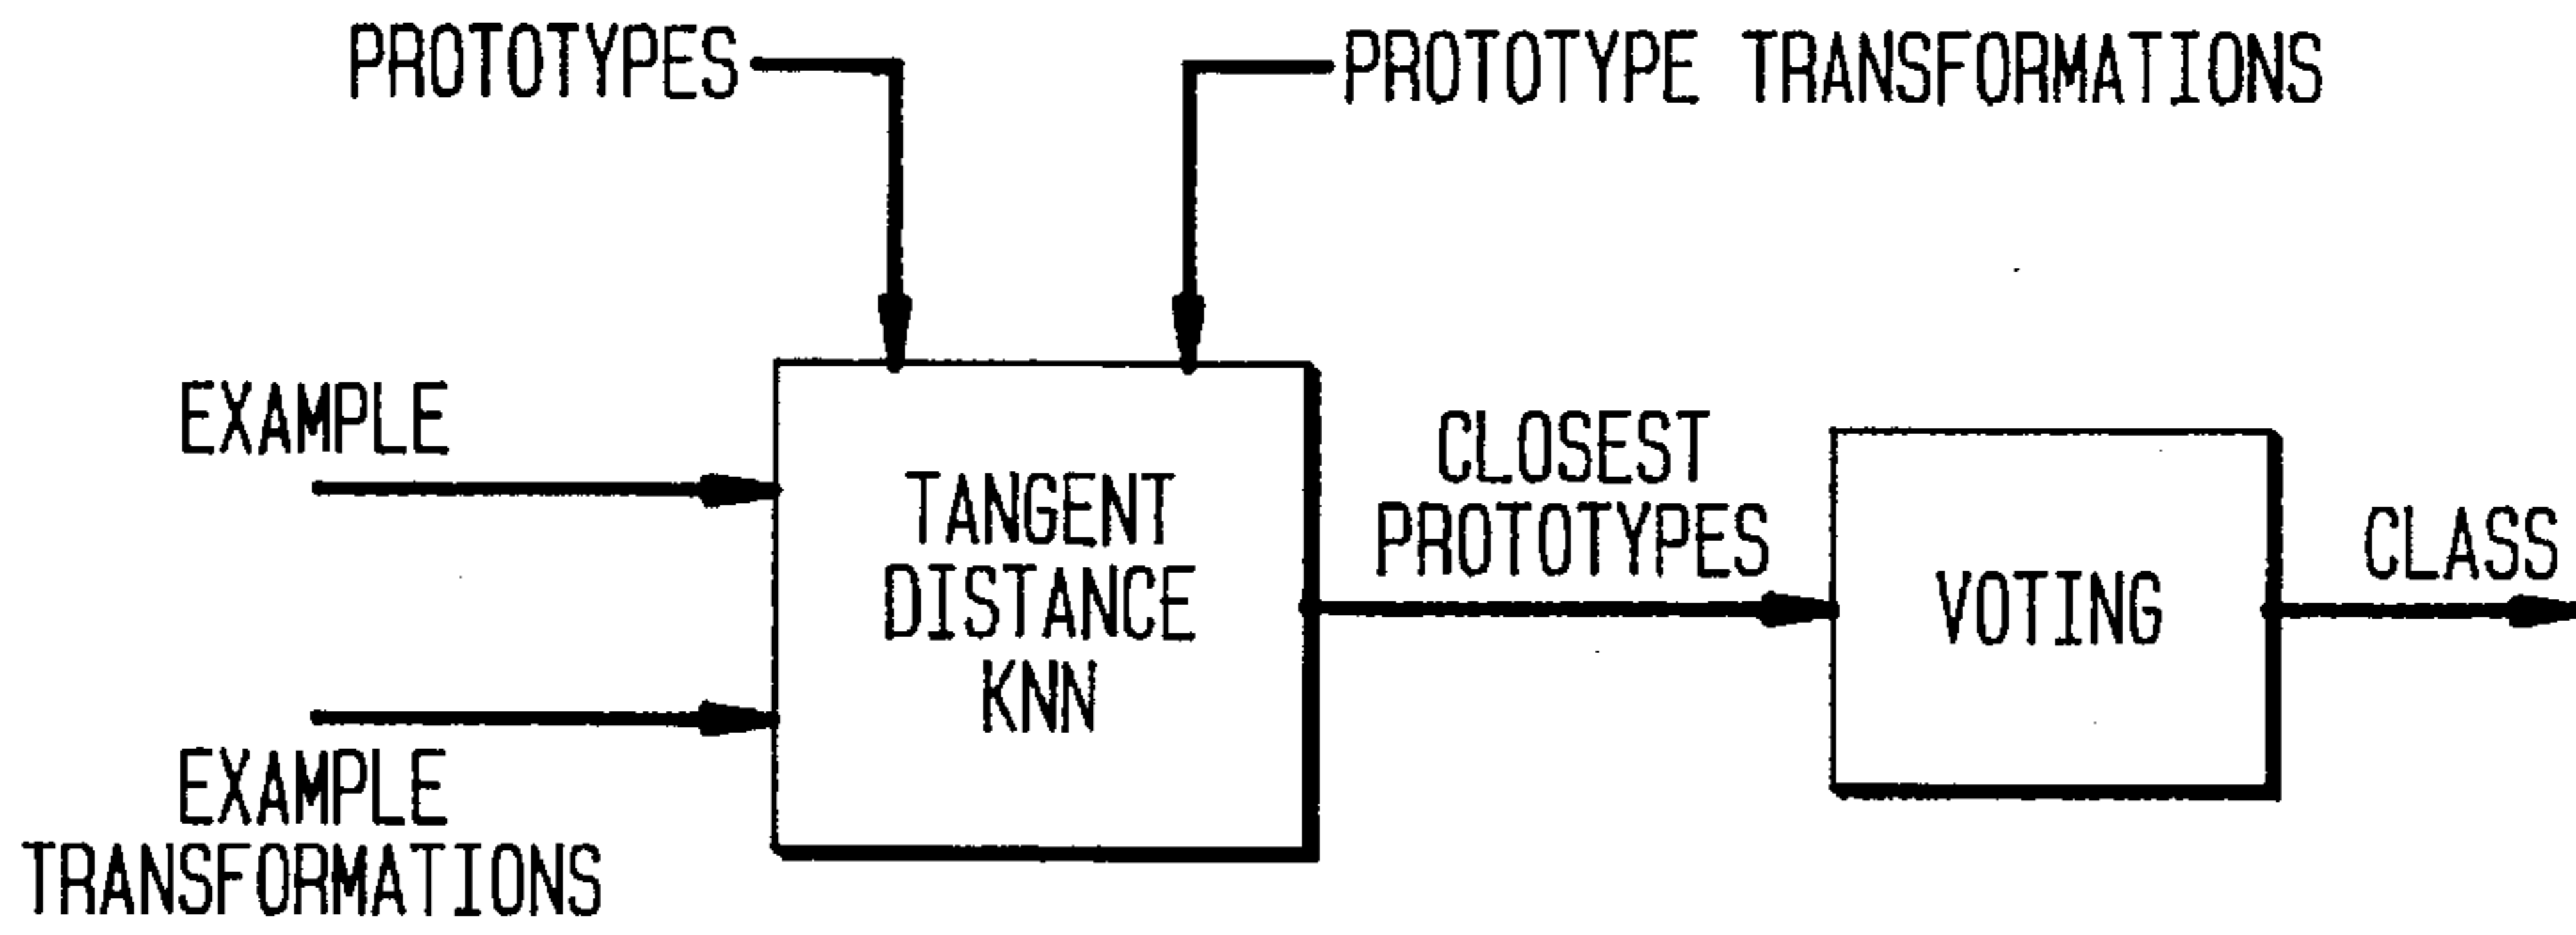 PROTOTYPES
PROTOTYPE TRANSFORMATIONS
EXAMPLE
EXAMPLE
TRANSFORMATIONS
TANGENT
DISTANCE
KNN
CLOSEST
PROTOTYPES
VOTING
CLASS